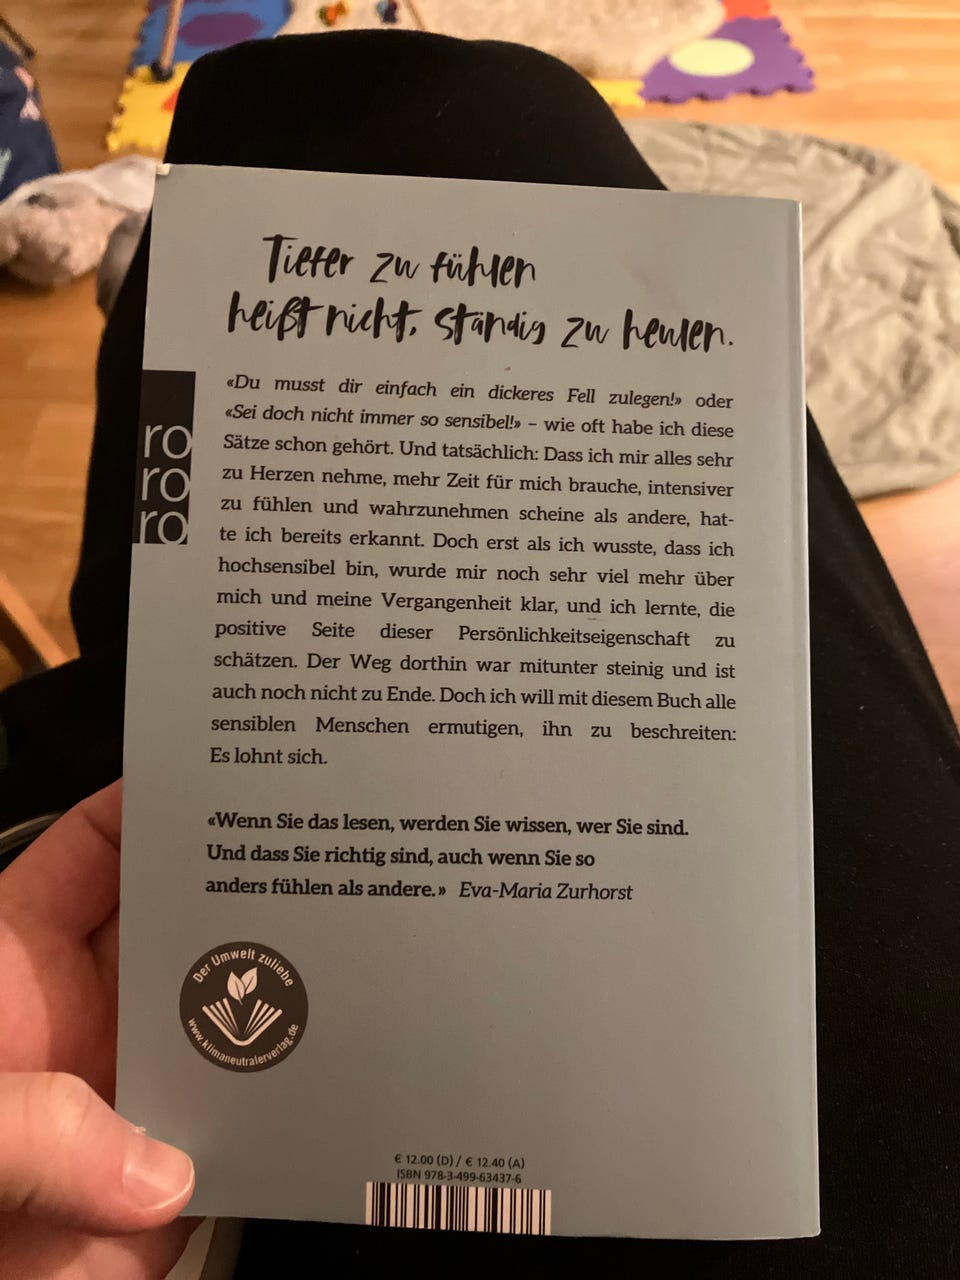 Tiefer zu fühlen
heißt nicht, ständig zu heulen.
«Du musst dir einfach ein dickeres Fell zulegen!» oder
«Sei doch nicht immer so sensibel!» – wie oft habe ich diese
Sätze schon gehört. Und tatsächlich: Dass ich mir alles sehr
zu Herzen nehme, mehr Zeit für mich brauche, intensiver
zu fühlen und wahrzunehmen scheine als andere, hat-
te ich bereits erkannt. Doch erst als ich wusste, dass ich
hochsensibel bin, wurde mir noch sehr viel mehr über
mich und meine Vergangenheit klar, und ich lernte, die
positive Seite dieser Persönlichkeitseigenschaft zu
schätzen. Der Weg dorthin war mitunter steinig und ist
auch noch nicht zu Ende. Doch ich will mit diesem Buch alle
sensiblen Menschen ermutigen, ihn zu beschreiten:
Es lohnt sich.
ro
ro
ro
«Wenn Sie das lesen, werden Sie wissen, wer Sie sind.
Und dass Sie richtig sind, auch wenn Sie so
anders fühlen als andere.» Eva-Maria Zurhorst
Der Umwelt zuliebe
www.klimaneutralerverlag.de
€ 12.00 (D) / € 12.40 (A)
ISBN 978-3-499-63437-6